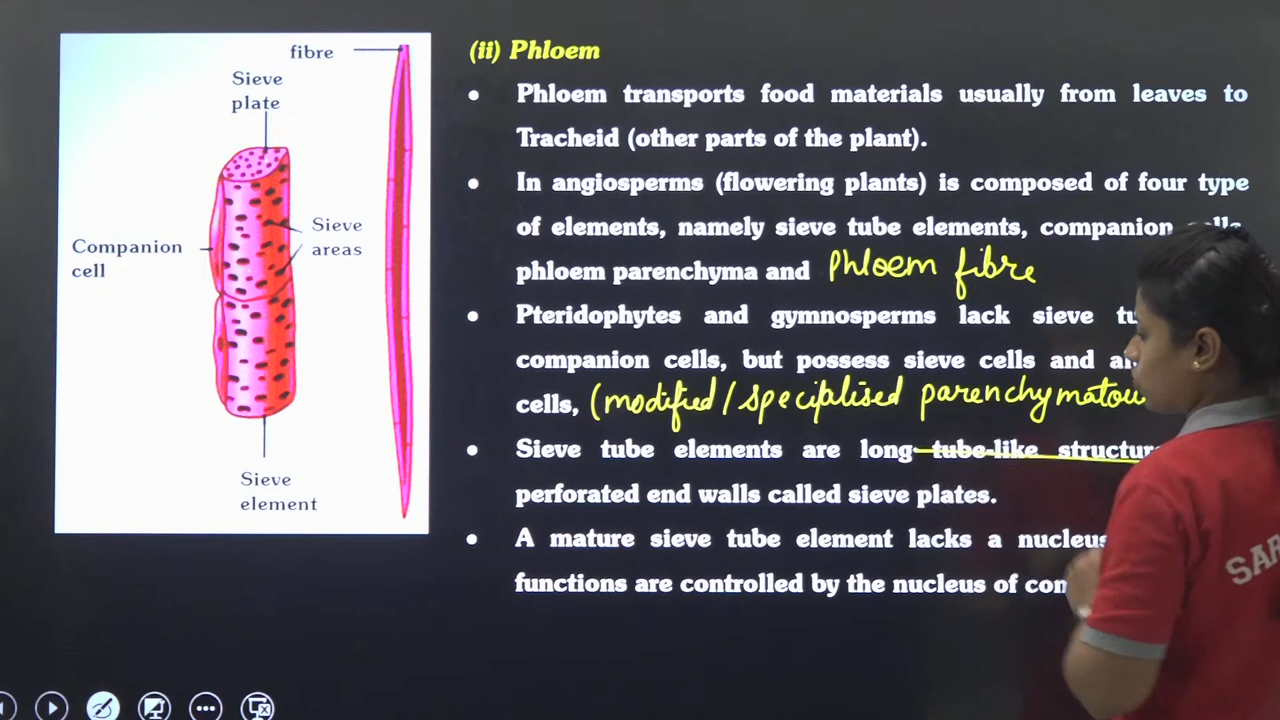 fibre
Sieve
plate
Companion
cell
Sieve
areas
Sieve
element
(ii) Phloem
• Phloem transports food materials usually from leaves to
Tracheid (other parts of the plant).
• In angiosperms (flowering plants) is composed of four type
of elements, namely sieve tube elements, companion
phloem parenchyma and Phloem fibre
• Pteridophytes and gymnosperms lack sieve
companion cells, but possess sieve cells and
cells, (modified/specialised
• Sieve tube elements are long tube-like
perforated end walls called sieve plates.
• A mature sieve tube element lacks a nucleus
functions are controlled by the nucleus of
SAR